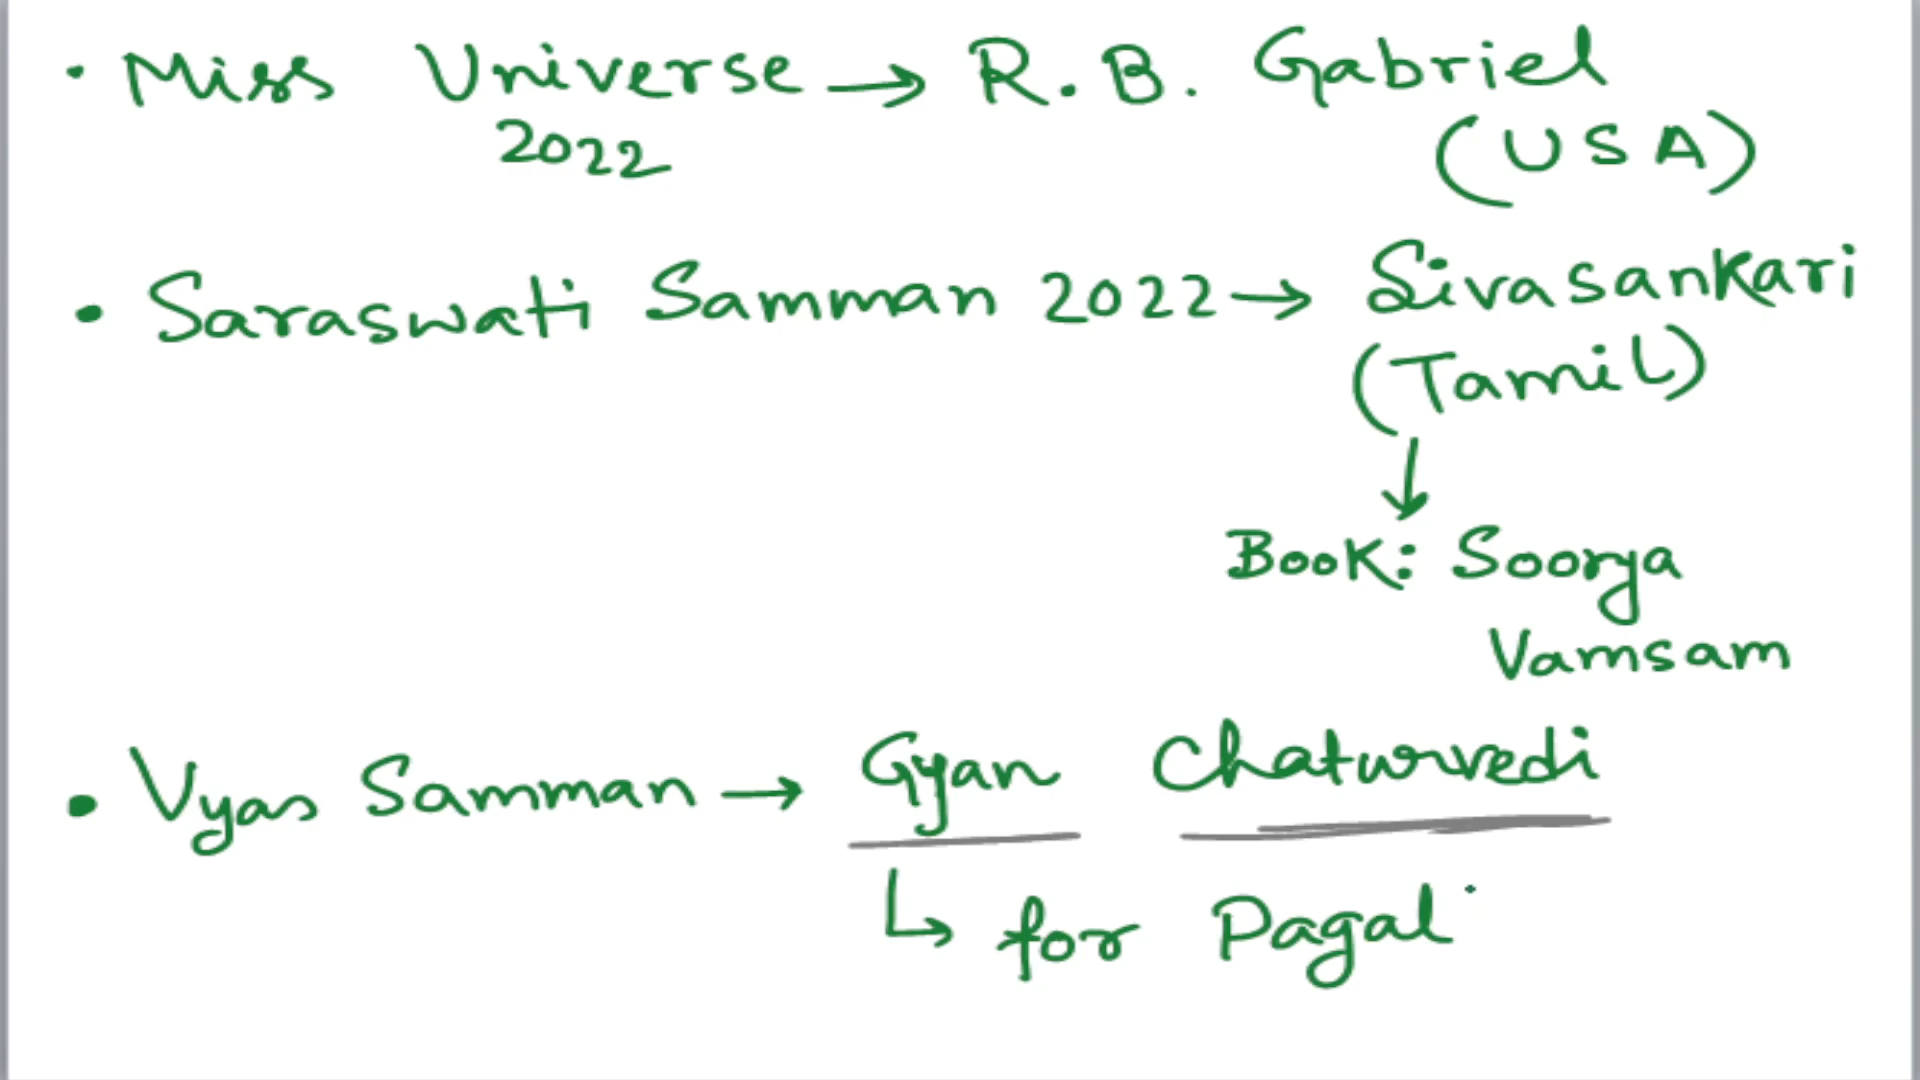 • Miss Universe → R. B. Gabriel
2022 (USA)
• Saraswati Samman 2022 → Sivasankari
(Tamil)
↓
Book: Soorya
Vamsam
• Vyas Samman → Gyan Chaturvedi
↳ for Pagal